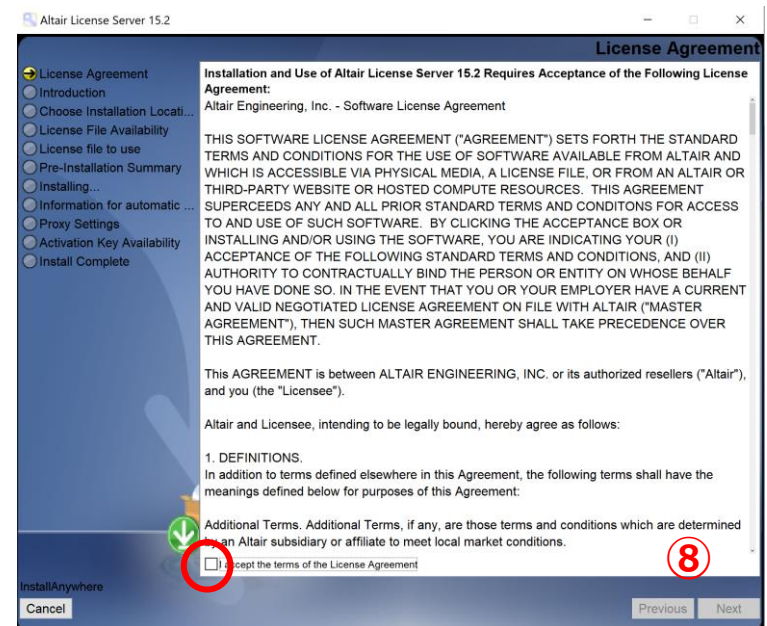 Altair License Server 15.2
License Agreement
License Agreement
Introduction
Choose Installation Locati...
License File Availability
License file to use
Pre-Installation Summary
Installing...
Information for automatic ...
Proxy Settings
Activation Key Availability
Install Complete
Installation and Use of Altair License Server 15.2 Requires Acceptance of the Following License
Agreement:
Altair Engineering, Inc. - Software License Agreement
THIS SOFTWARE LICENSE AGREEMENT ("AGREEMENT") SETS FORTH THE STANDARD
TERMS AND CONDITIONS FOR THE USE OF SOFTWARE AVAILABLE FROM ALTAIR AND
WHICH IS ACCESSIBLE VIA PHYSICAL MEDIA, A LICENSE FILE, OR FROM AN ALTAIR OR
THIRD-PARTY WEBSITE OR HOSTED COMPUTE RESOURCES. THIS AGREEMENT
SUPERCEEDS ANY AND ALL PRIOR STANDARD TERMS AND CONDITONS FOR ACCESS
TO AND USE OF SUCH SOFTWARE. BY CLICKING THE ACCEPTANCE BOX OR
INSTALLING AND/OR USING THE SOFTWARE, YOU ARE INDICATING YOUR (I)
ACCEPTANCE OF THE FOLLOWING STANDARD TERMS AND CONDITIONS, AND (II)
AUTHORITY TO CONTRACTUALLY BIND THE PERSON OR ENTITY ON WHOSE BEHALF
YOU HAVE DONE SO. IN THE EVENT THAT YOU OR YOUR EMPLOYER HAVE A CURRENT
AND VALID NEGOTIATED LICENSE AGREEMENT ON FILE WITH ALTAIR ("MASTER
AGREEMENT"), THEN SUCH MASTER AGREEMENT SHALL TAKE PRECEDENCE OVER
THIS AGREEMENT.
This AGREEMENT is between ALTAIR ENGINEERING, INC. or its authorized resellers ("Altair"),
and you (the "Licensee").
Altair and Licensee, intending to be legally bound, hereby agree as follows:
1. DEFINITIONS.
In addition to terms defined elsewhere in this Agreement, the following terms shall have the
meanings defined below for purposes of this Agreement:
Additional Terms. Additional Terms, if any, are those terms and conditions which are determined
by an Altair subsidiary or affiliate to meet local market conditions.
I accept the terms of the License Agreement
⑧
InstallAnywhere
Cancel
Previous
Next